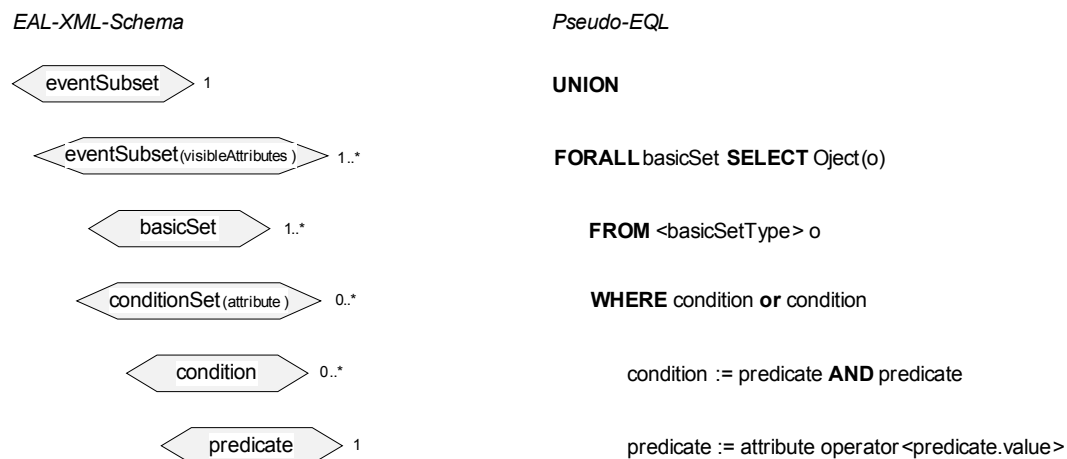 EAL-XML-Schema Pseudo-EQL
eventSubset 1 UNION
eventSubset(visibleAttributes ) 1..* FORALL basicSet SELECT Oject(o)
basicSet 1..* FROM <basicSetType> o
conditionSet(attribute ) 0..* WHERE condition or condition
condition 0..* condition := predicate AND predicate
predicate 1 predicate := attribute operator <predicate.value>